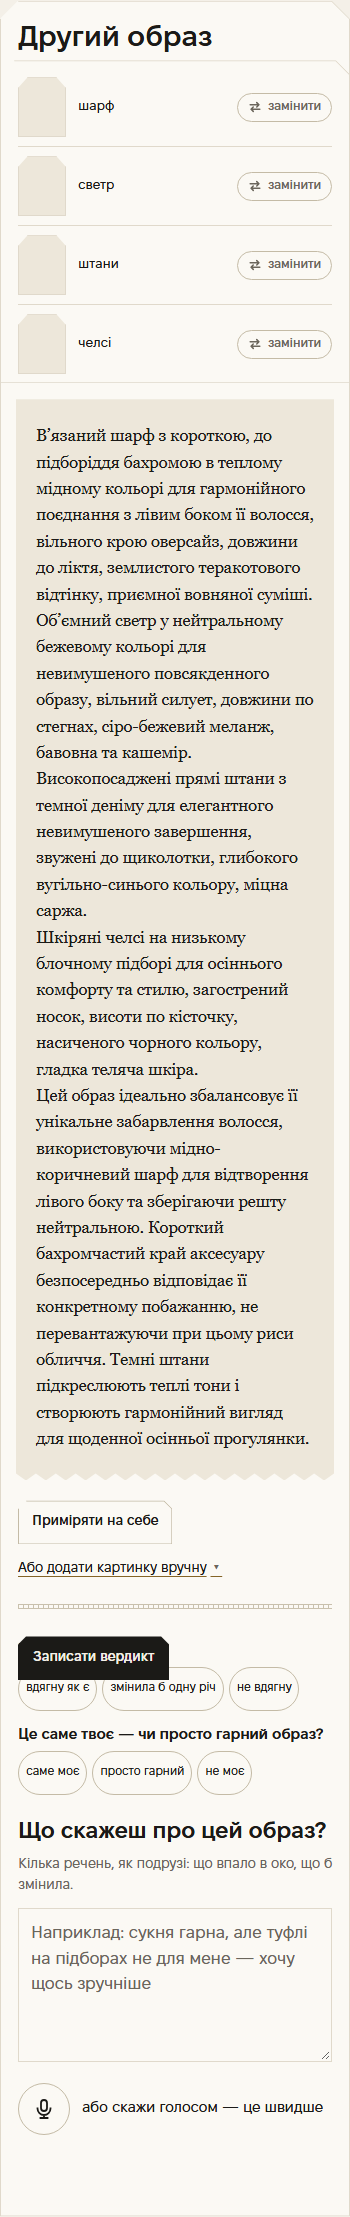 Другий образ
шарф
замінити
светр
замінити
штани
замінити
челсі
замінити
В’язаний шарф з короткою, до
підборіддя бахромою в теплому
мідному кольорі для гармонійного
поєднання з лівим боком її волосся,
вільного крою оверсайз, довжини
до ліктя, землистого теракотового
відтінку, приємної вовняної суміші.
Об’ємний светр у нейтральному
бежевому кольорі для
невимушеного повсякденного
образу, вільний силует, довжини по
стегнах, сіро-бежевий меланж,
бавовна та кашемір.
Високопосаджені прямі штани з
темної деніму для елегантного
невимушеного завершення,
звужені до щиколотки, глибокого
вугільно-синього кольору, міцна
саржа.
Шкіряні челсі на низькому
блочному підборі для осіннього
комфорту та стилю, загострений
носок, висоти по кісточку,
насиченого чорного кольору,
гладка теляча шкіра.
Цей образ ідеально збалансовує її
унікальне забарвлення волосся,
використовуючи мідно-
коричневий шарф для відтворення
лівого боку та зберігаючи решту
нейтральною. Короткий
бахромчастий край аксесуару
безпосередньо відповідає її
конкретному побажанню, не
перевантажуючи при цьому риси
обличчя. Темні штани
підкреслюють теплі тони і
створюють гармонійний вигляд
для щоденної осінньої прогулянки.
Приміряти на себе
Або додати картинку вручну
Записати вердикт
вдягну як є
змінила б одну річ
не вдягну
Це саме твоє — чи просто гарний образ?
саме моє
просто гарний
не моє
Що скажеш про цей образ?
Кілька речень, як подрузі: що впало в око, що б
змінила.
Наприклад: сукня гарна, але туфлі
на підборах не для мене — хочу
щось зручніше
або скажи голосом — це швидше